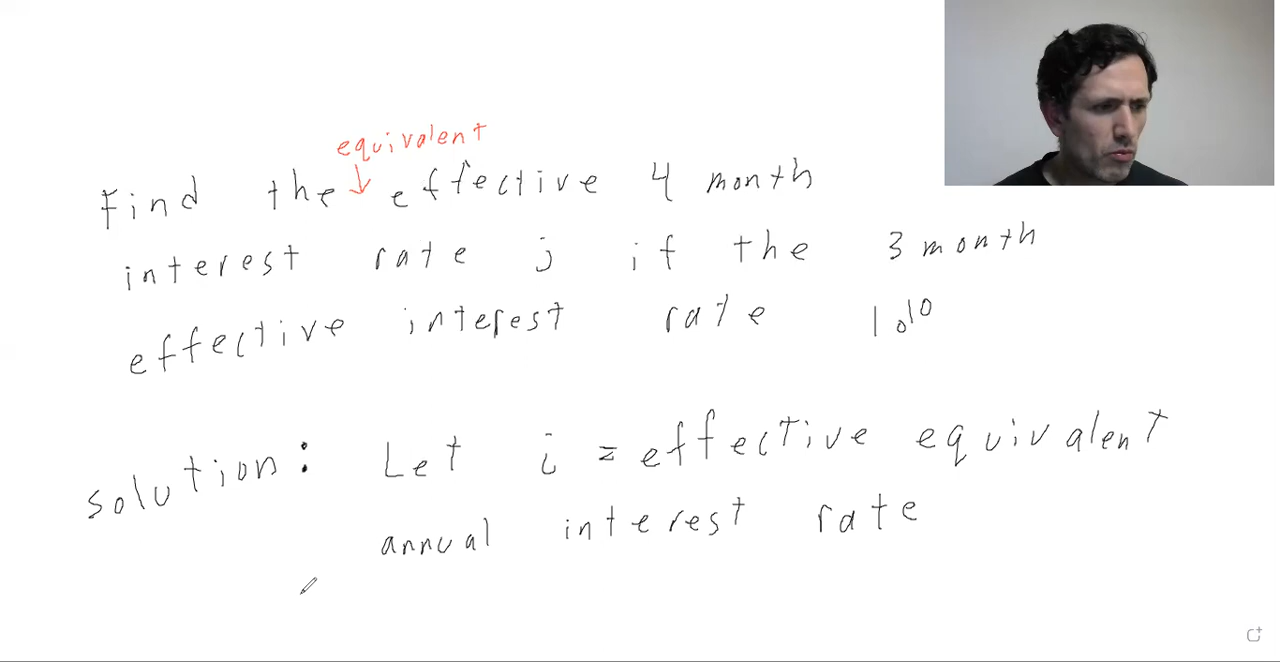 equivalent
Find the effective 4 month
interest rate j if the 3 month
effective interest rate 1%
solution: Let i = effective equivalent
annual interest rate